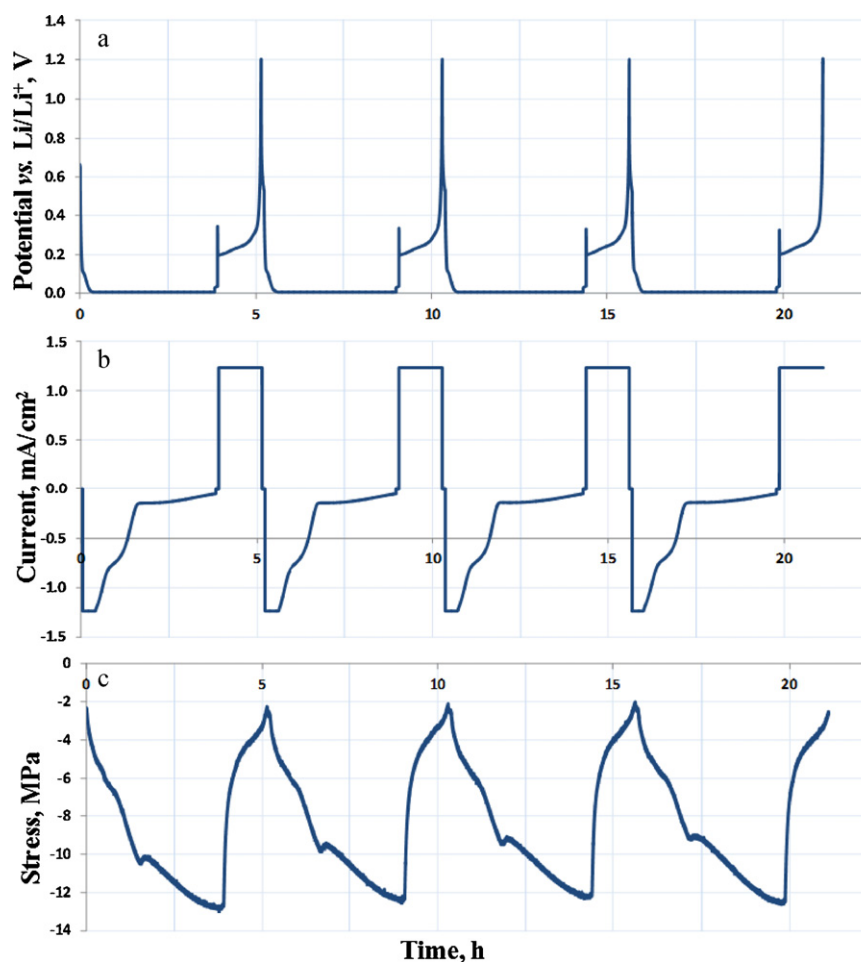 a
Potential vs. Li/Li⁺, V
1.4
1.2
1.0
0.8
0.6
0.4
0.2
0.0
0 5 10 15 20
b
Current, mA/cm²
1.5
1.0
0.5
0.0
-0.5
0 5 10 15 20
-1.0
-1.5
c
Stress, MPa
0
0 5 10 15 20
-2
-4
-6
-8
-10
-12
-14
Time, h